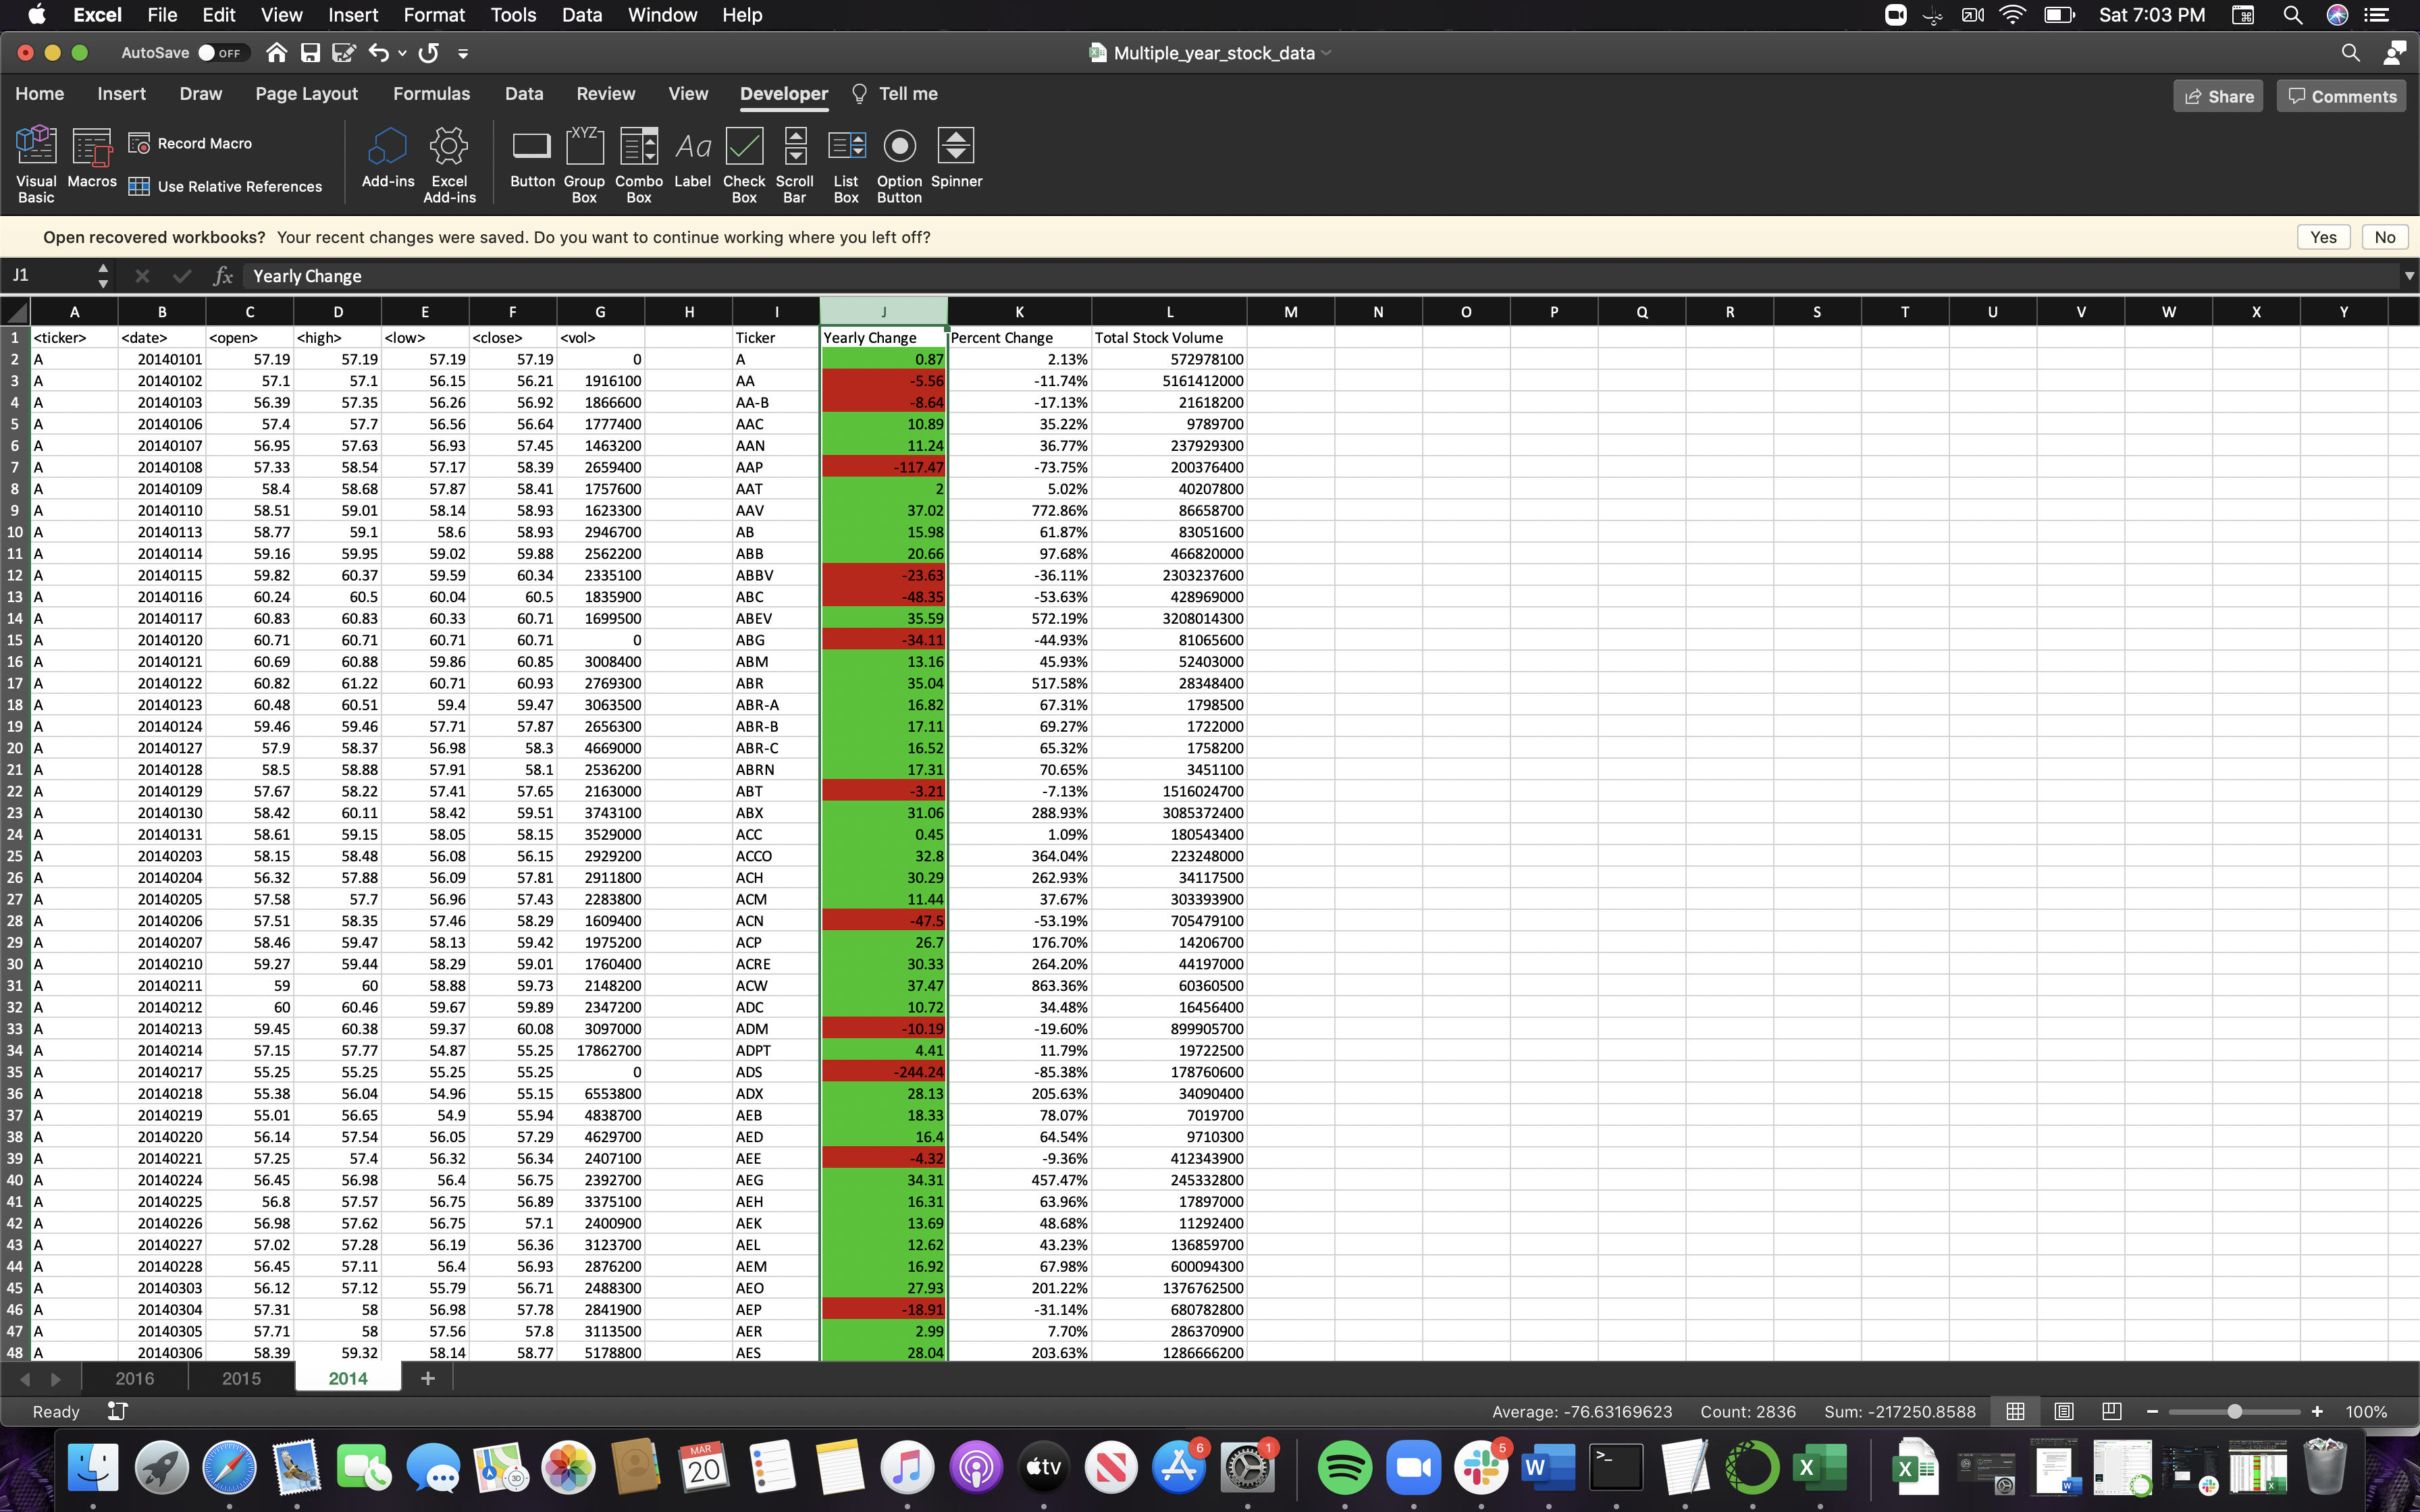 Excel File Edit View Insert Format Tools Data Window Help Sat 7:03 PM
AutoSave OFF Multiple_year_stock_data
Home Insert Draw Page Layout Formulas Data Review View Developer Tell me Share Comments
Visual Basic Macros Record Macro Use Relative References Add-ins Excel Add-ins Button Group Box Combo Box Label Check Box Scroll Bar List Box Option Button Spinner
Open recovered workbooks? Your recent changes were saved. Do you want to continue working where you left off? Yes No
J1 fx Yearly Change
A B C D E F G H I J K L M N O P Q R S T U V W X Y
1 <ticker> <date> <open> <high> <low> <close> <vol> Ticker Yearly Change Percent Change Total Stock Volume
2 A 20140101 57.19 57.19 57.19 57.19 0 A 0.87 2.13% 572978100
3 A 20140102 57.1 57.1 56.15 56.21 1916100 AA -5.56 -11.74% 5161412000
4 A 20140103 56.39 57.35 56.26 56.92 1866600 AA-B -8.64 -17.13% 21618200
5 A 20140106 57.4 57.7 56.56 56.64 1777400 AAC 10.89 35.22% 9789700
6 A 20140107 56.95 57.63 56.93 57.45 1463200 AAN 11.24 36.77% 237929300
7 A 20140108 57.33 58.54 57.17 58.39 2659400 AAP -117.47 -73.75% 200376400
8 A 20140109 58.4 58.68 57.87 58.41 1757600 AAT 2 5.02% 40207800
9 A 20140110 58.51 59.01 58.14 58.93 1623300 AAV 37.02 772.86% 86658700
10 A 20140113 58.77 59.1 58.6 58.93 2946700 AB 15.98 61.87% 83051600
11 A 20140114 59.16 59.95 59.02 59.88 2562200 ABB 20.66 97.68% 466820000
12 A 20140115 59.82 60.37 59.59 60.34 2335100 ABBV -23.63 -36.11% 2303237600
13 A 20140116 60.24 60.5 60.04 60.5 1835900 ABC -48.35 -53.63% 428969000
14 A 20140117 60.83 60.83 60.33 60.71 1699500 ABEV 35.59 572.19% 3208014300
15 A 20140120 60.71 60.71 60.71 60.71 0 ABG -34.11 -44.93% 81065600
16 A 20140121 60.69 60.88 59.86 60.85 3008400 ABM 13.16 45.93% 52403000
17 A 20140122 60.82 61.22 60.71 60.93 2769300 ABR 35.04 517.58% 28348400
18 A 20140123 60.48 60.51 59.4 59.47 3063500 ABR-A 16.82 67.31% 1798500
19 A 20140124 59.46 59.46 57.71 57.87 2656300 ABR-B 17.11 69.27% 1722000
20 A 20140127 57.9 58.37 56.98 58.3 4669000 ABR-C 16.52 65.32% 1758200
21 A 20140128 58.5 58.88 57.91 58.1 2536200 ABRN 17.31 70.65% 3451100
22 A 20140129 57.67 58.22 57.41 57.65 2163000 ABT -3.21 -7.13% 1516024700
23 A 20140130 58.42 60.11 58.42 59.51 3743100 ABX 31.06 288.93% 3085372400
24 A 20140131 58.61 59.15 58.05 58.15 3529000 ACC 0.45 1.09% 180543400
25 A 20140203 58.15 58.48 56.08 56.15 2929200 ACCO 32.8 364.04% 223248000
26 A 20140204 56.32 57.88 56.09 57.81 2911800 ACH 30.29 262.93% 34117500
27 A 20140205 57.58 57.7 56.96 57.43 2283800 ACM 11.44 37.67% 303393900
28 A 20140206 57.51 58.35 57.46 58.29 1609400 ACN -47.5 -53.19% 705479100
29 A 20140207 58.46 59.47 58.13 59.42 1975200 ACP 26.7 176.70% 14206700
30 A 20140210 59.27 59.44 58.29 59.01 1760400 ACRE 30.33 264.20% 44197000
31 A 20140211 59 60 58.88 59.73 2148200 ACW 37.47 863.36% 60360500
32 A 20140212 60 60.46 59.67 59.89 2347200 ADC 10.72 34.48% 16456400
33 A 20140213 59.45 60.38 59.37 60.08 3097000 ADM -10.19 -19.60% 899905700
34 A 20140214 57.15 57.77 54.87 55.25 17862700 ADPT 4.41 11.79% 19722500
35 A 20140217 55.25 55.25 55.25 55.25 0 ADS -244.24 -85.38% 178760600
36 A 20140218 55.38 56.04 54.96 55.15 6553800 ADX 28.13 205.63% 34090400
37 A 20140219 55.01 56.65 54.9 55.94 4838700 AEB 18.33 78.07% 7019700
38 A 20140220 56.14 57.54 56.05 57.29 4629700 AED 16.4 64.54% 9710300
39 A 20140221 57.25 57.4 56.32 56.34 2407100 AEE -4.32 -9.36% 412343900
40 A 20140224 56.45 56.98 56.4 56.75 2392700 AEG 34.31 457.47% 245332800
41 A 20140225 56.8 57.57 56.75 56.89 3375100 AEH 16.31 63.96% 17897000
42 A 20140226 56.98 57.62 56.75 57.1 2400900 AEK 13.69 48.68% 11292400
43 A 20140227 57.02 57.28 56.19 56.36 3123700 AEL 12.62 43.23% 136859700
44 A 20140228 56.45 57.11 56.4 56.93 2876200 AEM 16.92 67.98% 600094300
45 A 20140303 56.12 57.12 55.79 56.71 2488300 AEO 27.93 201.22% 1376762500
46 A 20140304 57.31 58 56.98 57.78 2841900 AEP -18.91 -31.14% 680782800
47 A 20140305 57.71 58 57.56 57.8 3113500 AER 2.99 7.70% 286370900
48 A 20140306 58.39 59.32 58.14 58.77 5178800 AES 28.04 203.63% 1286666200
2016 2015 2014 +
Ready Average: -76.63169623 Count: 2836 Sum: -217250.8588 100%
MAR 20 3D tv 6 1 5 W >_ X X